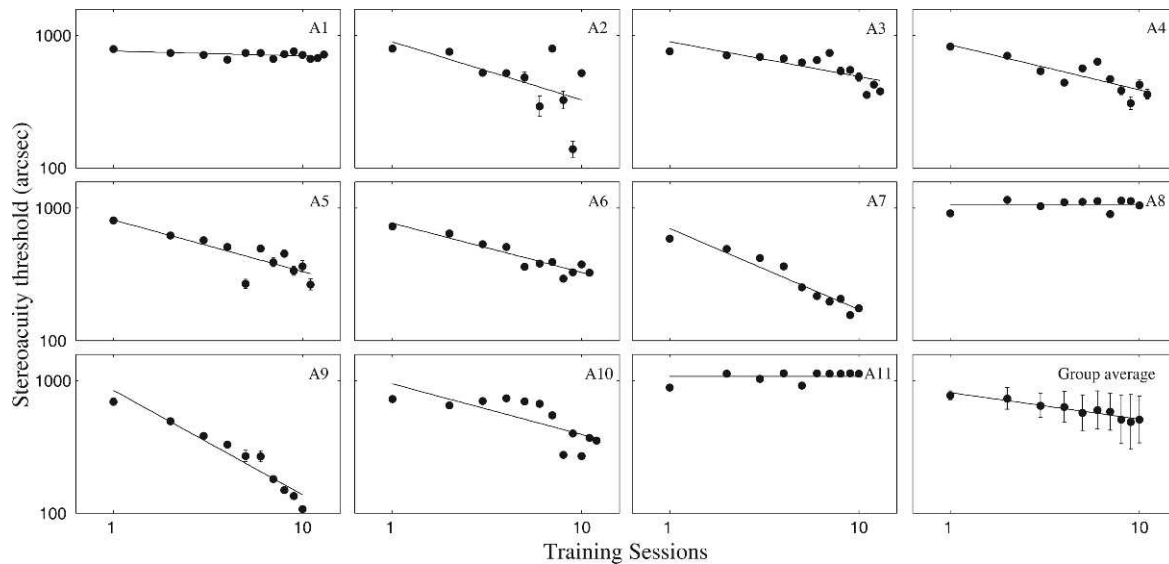 Stereoacuity threshold (arcsec)
1000
100
A1
A2
A3
A4
1000
100
A5
A6
A7
A8
1000
100
A9
A10
A11
Group average
1
10
1
10
1
10
1
10
Training Sessions